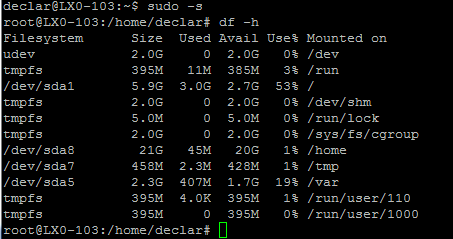 declar@LX0-103:~$ sudo -s
root@LX0-103:/home/declar# df -h
Filesystem      Size  Used Avail Use% Mounted on
udev            2.0G     0  2.0G   0% /dev
tmpfs           395M   11M  385M   3% /run
/dev/sda1       5.9G  3.0G  2.7G  53% /
tmpfs           2.0G     0  2.0G   0% /dev/shm
tmpfs           5.0M     0  5.0M   0% /run/lock
tmpfs           2.0G     0  2.0G   0% /sys/fs/cgroup
/dev/sda8        21G   45M   20G   1% /home
/dev/sda7       458M  2.3M  428M   1% /tmp
/dev/sda5       2.3G  407M  1.7G  19% /var
tmpfs           395M  4.0K  395M   1% /run/user/110
tmpfs           395M     0  395M   0% /run/user/1000
root@LX0-103:/home/declar#